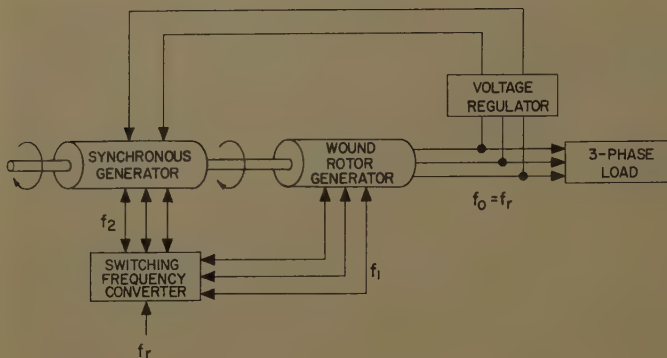 VOLTAGE
REGULATOR
SYNCHRONOUS
GENERATOR
WOUND
ROTOR
GENERATOR
3-PHASE
LOAD
f2
f0 = fr
SWITCHING
FREQUENCY
CONVERTER
f1
fr